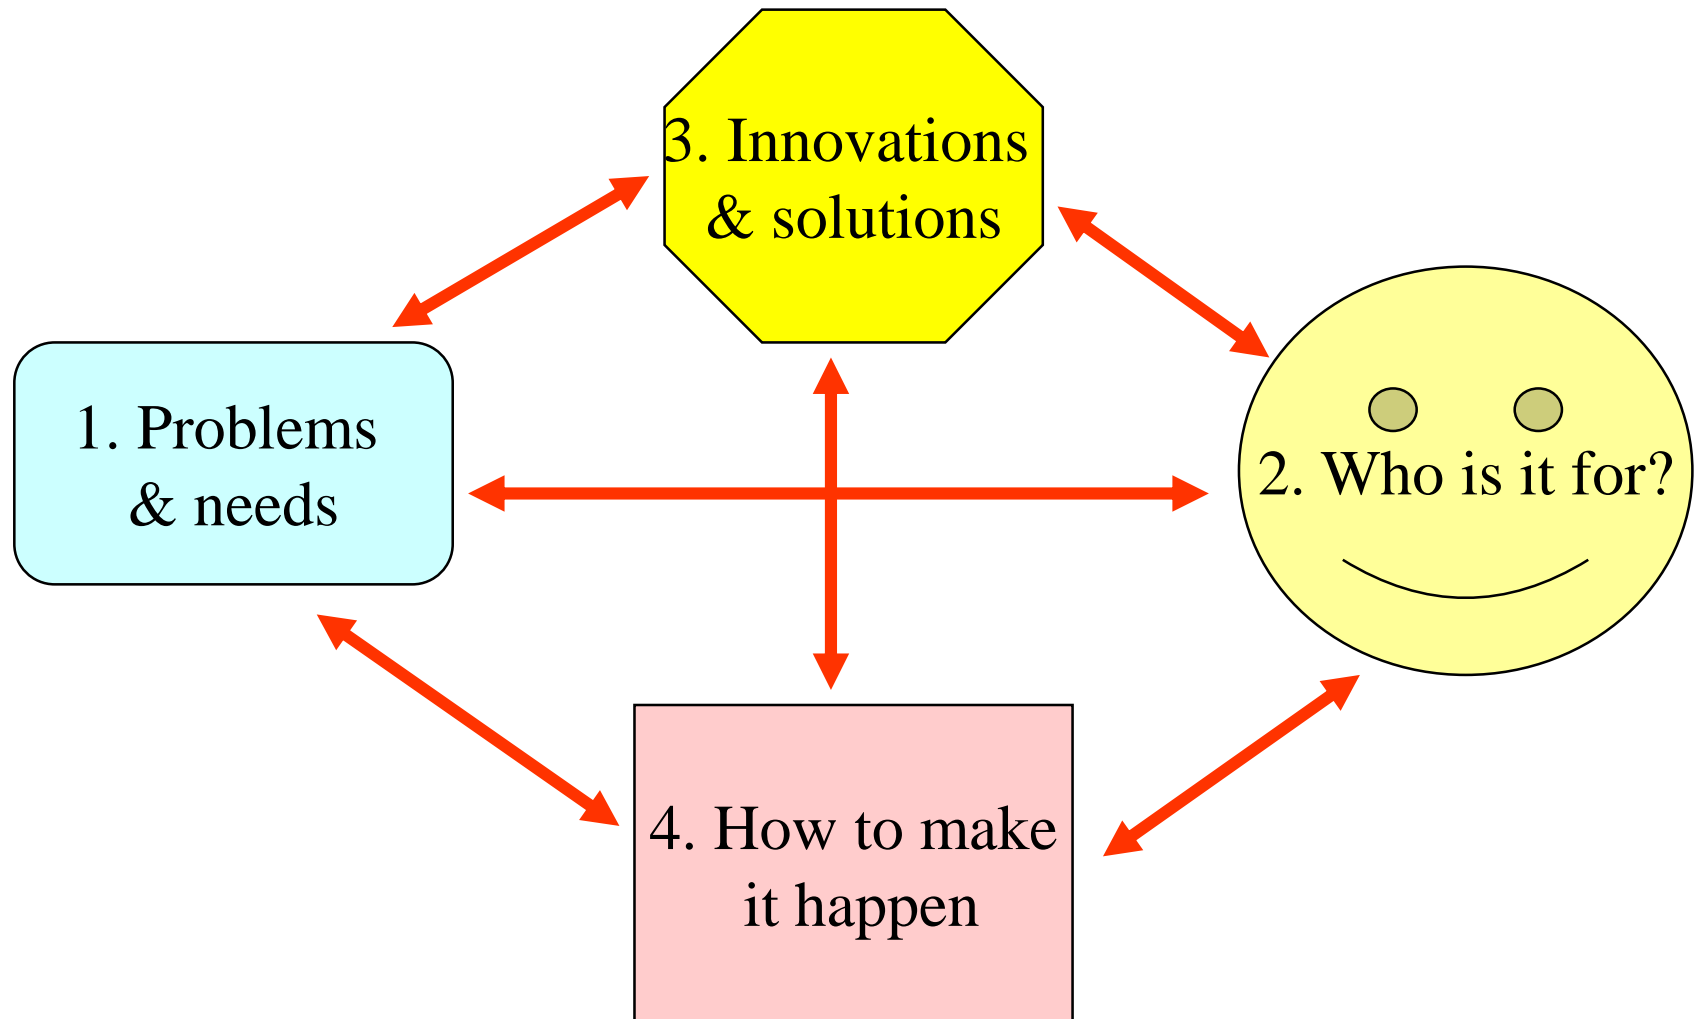 3. Innovations
& solutions
1. Problems
& needs
2. Who is it for?
4. How to make
it happen